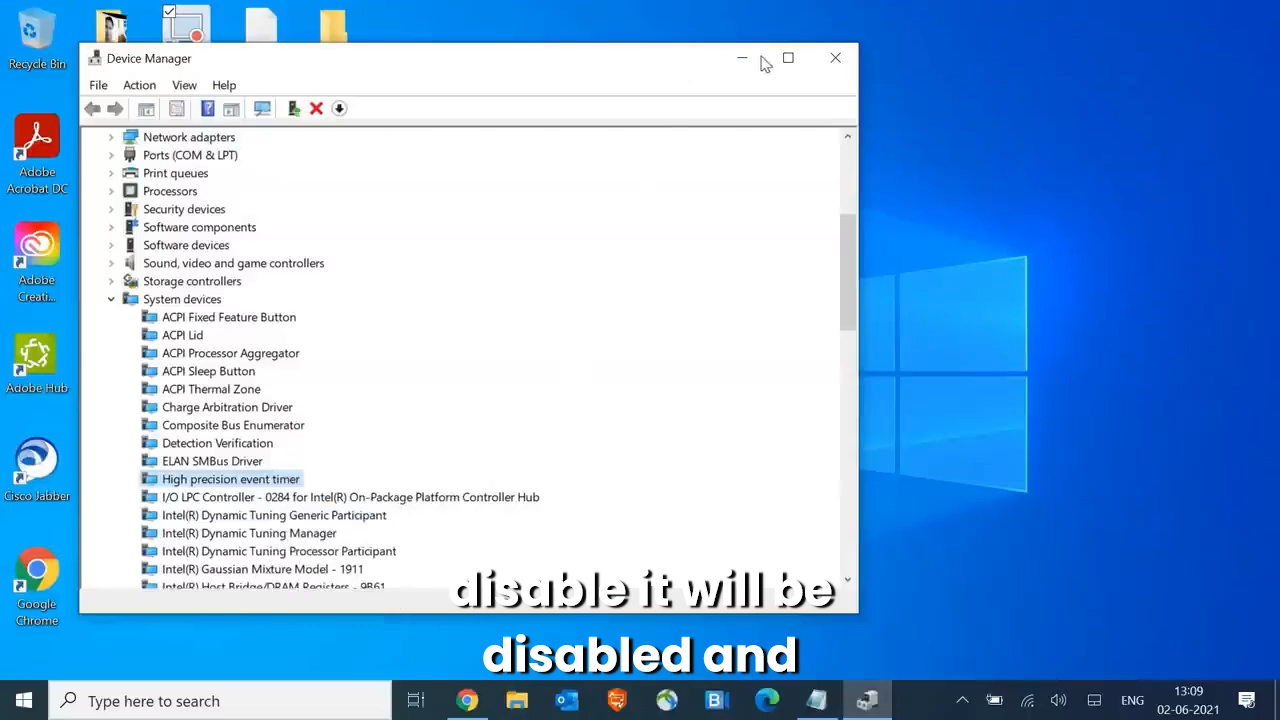 Recycle Bin
Device Manager
File Action View Help
Network adapters
Ports (COM & LPT)
Print queues
Processors
Security devices
Software components
Software devices
Sound, video and game controllers
Storage controllers
System devices
ACPI Fixed Feature Button
ACPI Lid
ACPI Processor Aggregator
ACPI Sleep Button
ACPI Thermal Zone
Charge Arbitration Driver
Composite Bus Enumerator
Detection Verification
ELAN SMBus Driver
High precision event timer
I/O LPC Controller - 0284 for Intel(R) On-Package Platform Controller Hub
Intel(R) Dynamic Tuning Generic Participant
Intel(R) Dynamic Tuning Manager
Intel(R) Dynamic Tuning Processor Participant
Intel(R) Gaussian Mixture Model - 1911
Intel(R) Host Bridge/DRAM Registers - 9B61
Adobe
Acrobat DC
Adobe
Creati...
Adobe Hub
Cisco Jabber
Google
Chrome
disable it will be
disabled and
Type here to search
B!
ENG
13:09
02-06-2021